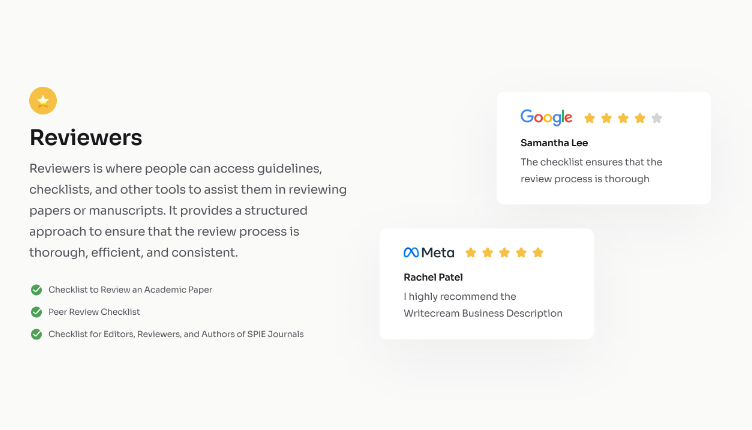 Reviewers
Reviewers is where people can access guidelines,
checklists, and other tools to assist them in reviewing
papers or manuscripts. It provides a structured
approach to ensure that the review process is
thorough, efficient, and consistent.
Checklist to Review an Academic Paper
Peer Review Checklist
Checklist for Editors, Reviewers, and Authors of SPIE Journals
Google
Samantha Lee
The checklist ensures that the
review process is thorough
Meta
Rachel Patel
I highly recommend the
Writecream Business Description